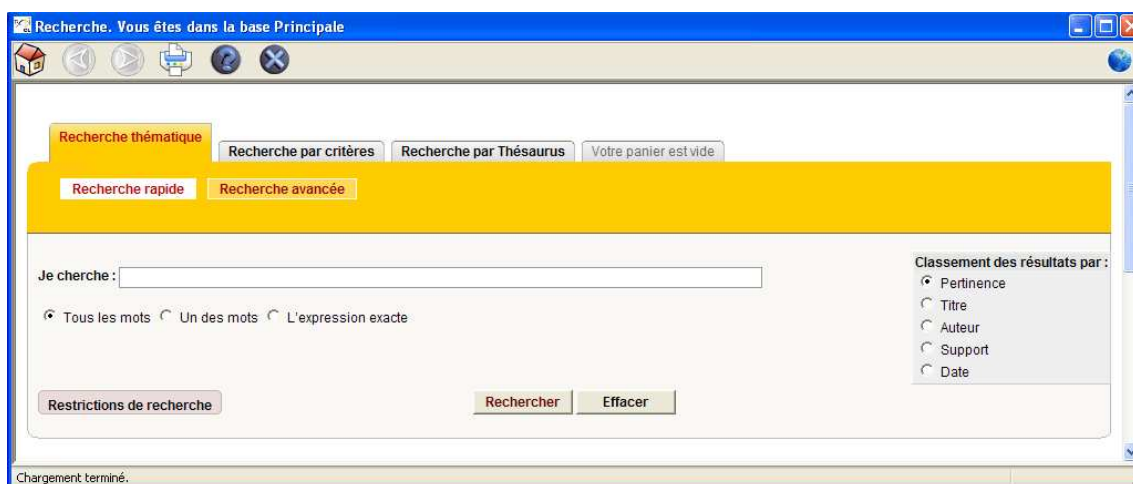 Recherche. Vous êtes dans la base Principale
Recherche thématique
Recherche par critères
Recherche par Thésaurus
Votre panier est vide
Recherche rapide
Recherche avancée
Je cherche :
Tous les mots Un des mots L'expression exacte
Classement des résultats par :
Pertinence
Titre
Auteur
Support
Date
Restrictions de recherche
Rechercher
Effacer
Chargement terminé.